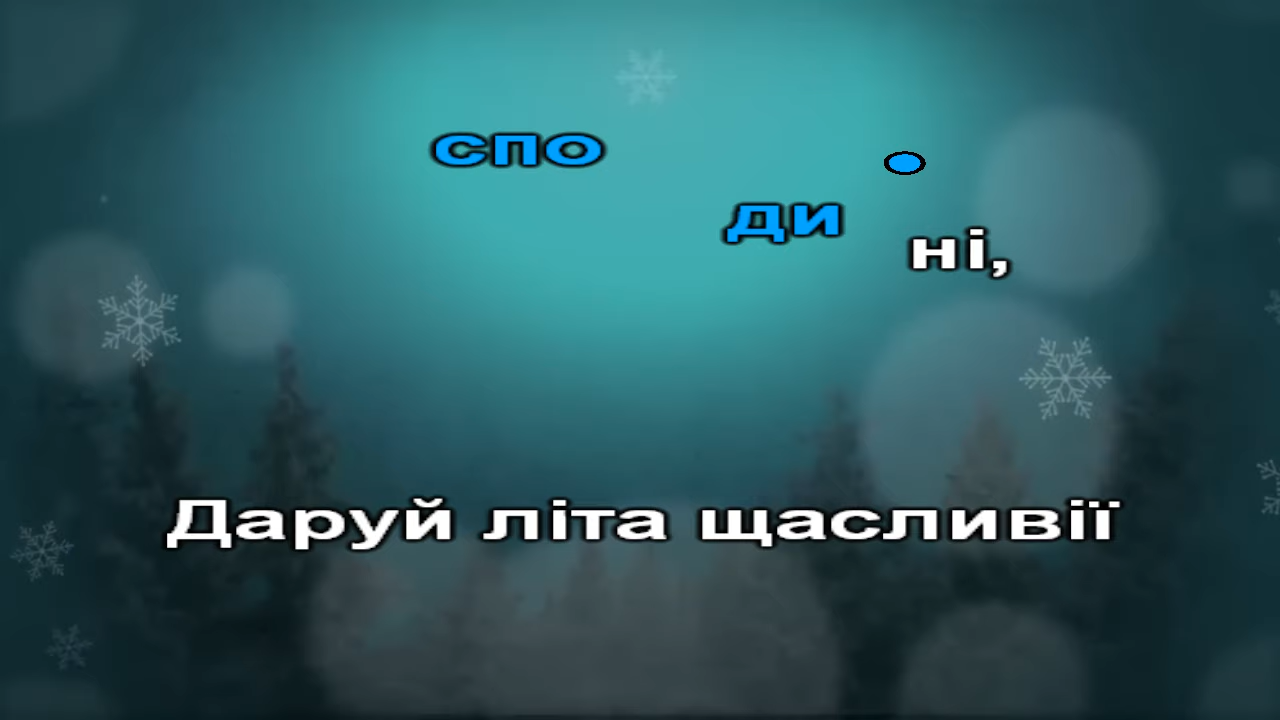 спо
ди
ні,
Даруй літа щасливії